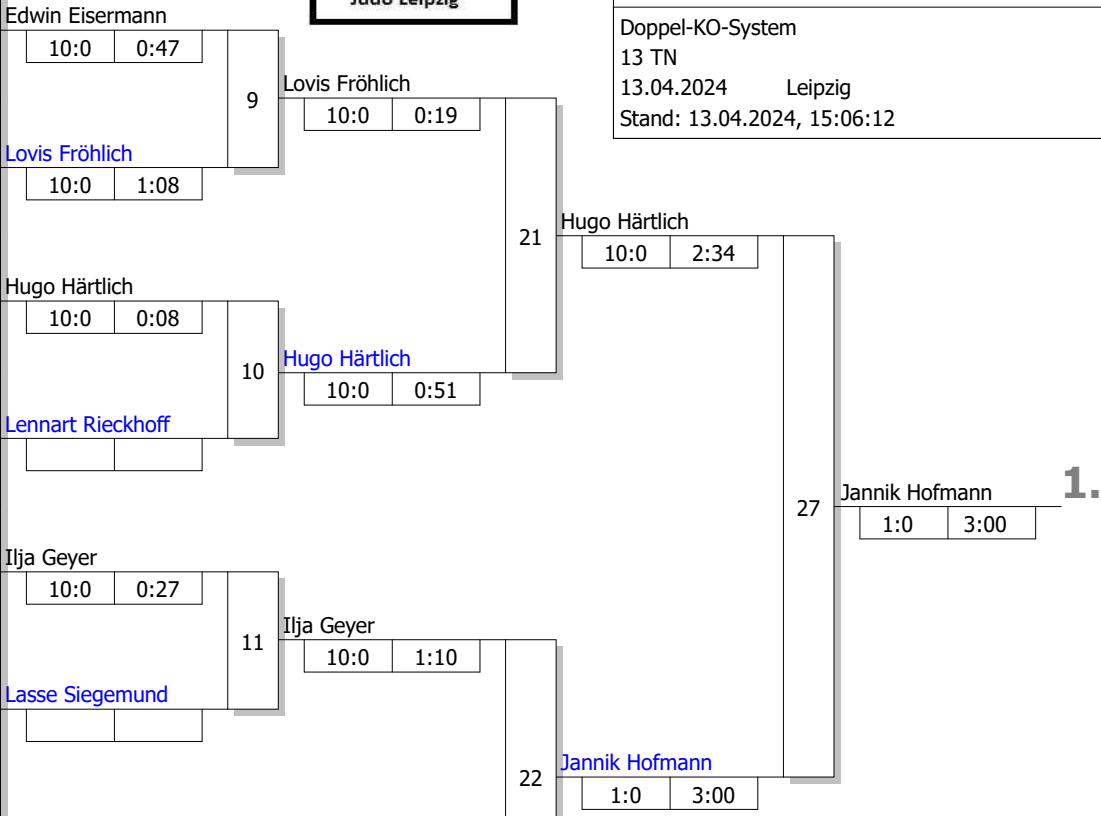 Judo Leipzig
Doppel-KO-System
13 TN
13.04.2024 Leipzig
Stand: 13.04.2024, 15:06:12
Edwin Eisermann
10:0 0:47
9
Lovis Fröhlich
10:0 0:19
Lovis Fröhlich
10:0 1:08
21
Hugo Härtlich
10:0 2:34
Hugo Härtlich
10:0 0:08
10
Hugo Härtlich
10:0 0:51
Lennart Rieckhoff
27
Jannik Hofmann 1.
1:0 3:00
Ilja Geyer
10:0 0:27
11
Ilja Geyer
10:0 1:10
Lasse Siegemund
22
Jannik Hofmann
1:0 3:00